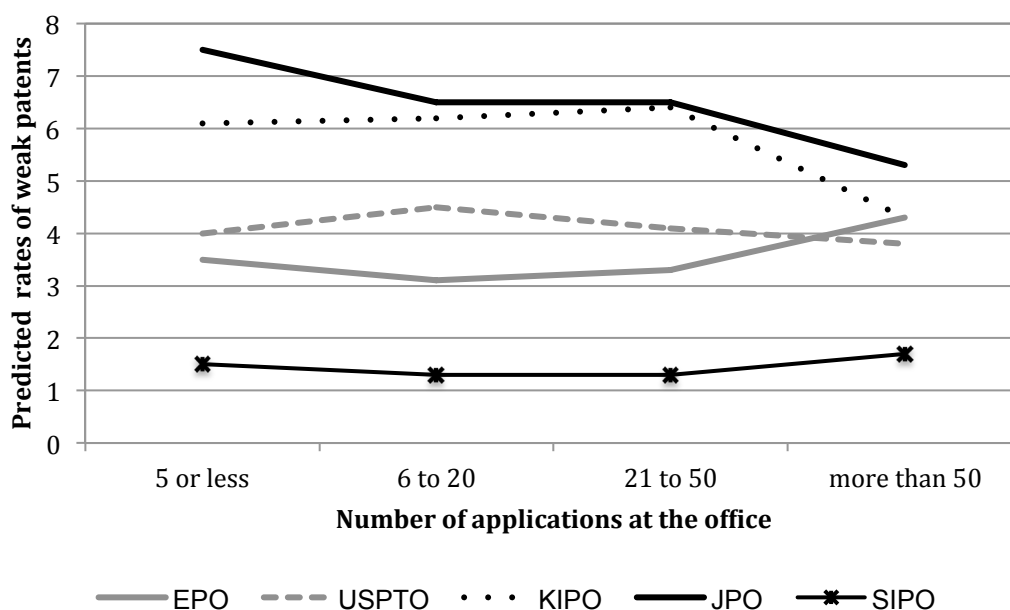 8
7
6
5
4
3
2
1
0
Predicted rates of weak patents
5 or less 6 to 20 21 to 50 more than 50
Number of applications at the office
EPO USPTO KIPO JPO SIPO